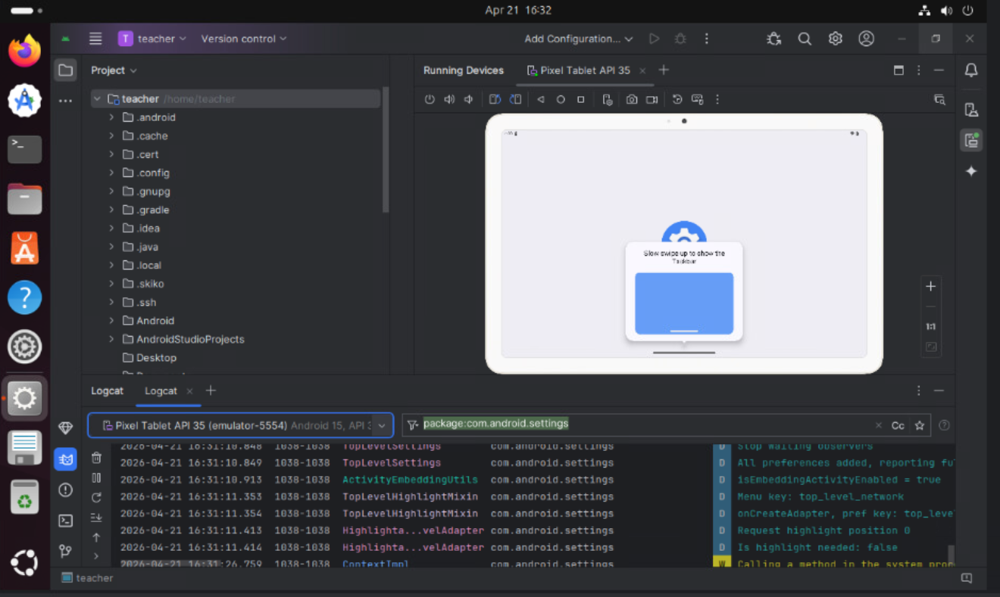 Apr 21 16:32
T teacher Version control Add Configuration...
Project
Running Devices Pixel Tablet API 35
teacher /home/teacher
.android
.cache
.cert
.config
.gnupg
.gradle
.idea
.java
.local
.skiko
.ssh
Android
AndroidStudioProjects
Desktop
Slow swipe up to show the
Taskbar
1:1
Logcat Logcat
Pixel Tablet API 35 (emulator-5554) Android 15, API 3
package:com.android.settings Cc
2026-04-21 16:31:10.848 1038-1038 TopLevelSettings com.android.settings D Stop waiting observers
2026-04-21 16:31:10.849 1038-1038 TopLevelSettings com.android.settings D All preferences added, reporting fu
2026-04-21 16:31:10.913 1038-1038 ActivityEmbeddingUtils com.android.settings D isEmbeddingActivityEnabled = true
2026-04-21 16:31:11.353 1038-1038 TopLevelHighlightMixin com.android.settings D Menu key: top_level_network
2026-04-21 16:31:11.354 1038-1038 TopLevelHighlightMixin com.android.settings D onCreateAdapter, pref key: top_leve
2026-04-21 16:31:11.413 1038-1038 Highlighta...velAdapter com.android.settings D Request highlight position 0
2026-04-21 16:31:11.414 1038-1038 Highlighta...velAdapter com.android.settings D Is highlight needed: false
2026-04-21 16:31:26.759 1038-1038 ContextImpl com.android.settings W Calling a method in the system proc
teacher